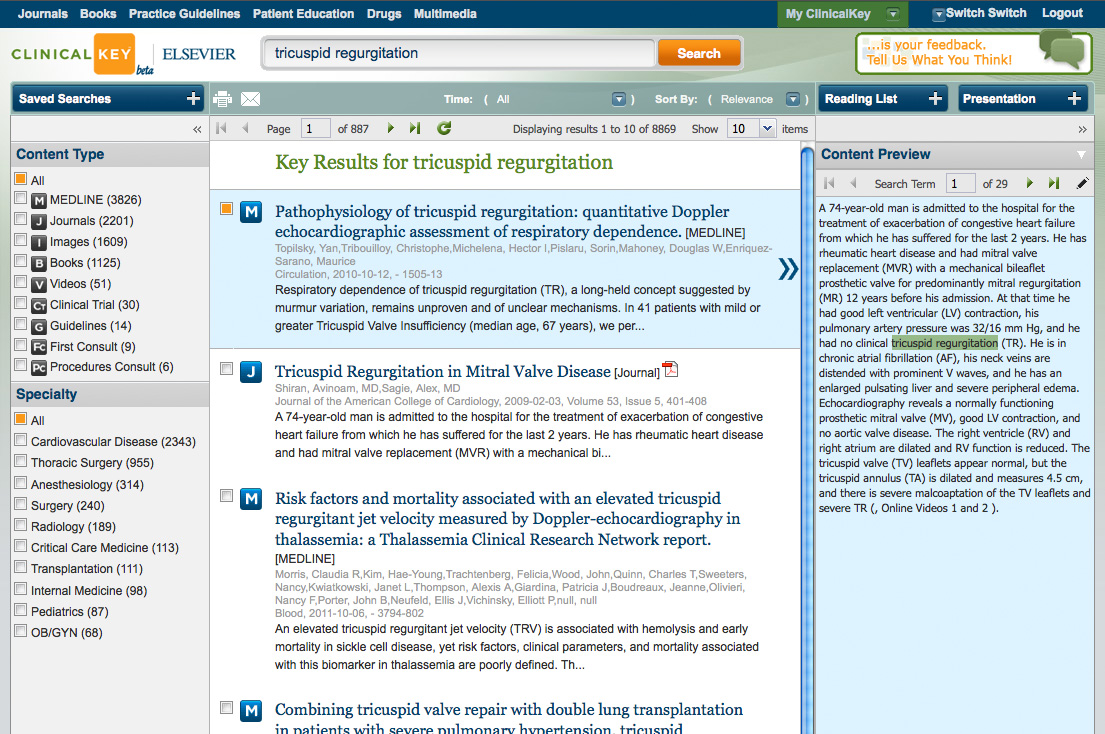 Journals Books Practice Guidelines Patient Education Drugs Multimedia My ClinicalKey Switch Switch Logout
CLINICAL KEY beta ELSEVIER
tricuspid regurgitation Search
...is your feedback.
Tell Us What You Think!
Saved Searches + Time: ( All ) Sort By: ( Relevance ) Reading List + Presentation +
« Page 1 of 887 Displaying results 1 to 10 of 8869 Show 10 items »
Content Type
All
M MEDLINE (3826)
J Journals (2201)
I Images (1609)
B Books (1125)
V Videos (51)
CT Clinical Trial (30)
G Guidelines (14)
FC First Consult (9)
PC Procedures Consult (6)
Specialty
All
Cardiovascular Disease (2343)
Thoracic Surgery (955)
Anesthesiology (314)
Surgery (240)
Radiology (189)
Critical Care Medicine (113)
Transplantation (111)
Internal Medicine (98)
Pediatrics (87)
OB/GYN (68)
Key Results for tricuspid regurgitation
M Pathophysiology of tricuspid regurgitation: quantitative Doppler
echocardiographic assessment of respiratory dependence. [MEDLINE]
Topilsky, Yan,Tribouilloy, Christophe,Michelena, Hector I,Pislaru, Sorin,Mahoney, Douglas W,Enriquez-
Sarano, Maurice
Circulation, 2010-10-12, - 1505-13
Respiratory dependence of tricuspid regurgitation (TR), a long-held concept suggested by
murmur variation, remains unproven and of unclear mechanisms. In 41 patients with mild or
greater Tricuspid Valve Insufficiency (median age, 67 years), we per...
»
J Tricuspid Regurgitation in Mitral Valve Disease [Journal]
Shiran, Avinoam, MD,Sagie, Alex, MD
Journal of the American College of Cardiology, 2009-02-03, Volume 53, Issue 5, 401-408
A 74-year-old man is admitted to the hospital for the treatment of exacerbation of congestive
heart failure from which he has suffered for the last 2 years. He has rheumatic heart disease
and had mitral valve replacement (MVR) with a mechanical bi...
M Risk factors and mortality associated with an elevated tricuspid
regurgitant jet velocity measured by Doppler-echocardiography in
thalassemia: a Thalassemia Clinical Research Network report.
[MEDLINE]
Morris, Claudia R,Kim, Hae-Young,Trachtenberg, Felicia,Wood, John,Quinn, Charles T,Sweeters,
Nancy,Kwiatkowski, Janet L,Thompson, Alexis A,Giardina, Patricia J,Boudreaux, Jeanne,Olivieri,
Nancy F,Porter, John B,Neufeld, Ellis J,Vichinsky, Elliott P,null, null
Blood, 2011-10-06, - 3794-802
An elevated tricuspid regurgitant jet velocity (TRV) is associated with hemolysis and early
mortality in sickle cell disease, yet risk factors, clinical parameters, and mortality associated
with this biomarker in thalassemia are poorly defined. Th...
M Combining tricuspid valve repair with double lung transplantation
in patients with severe pulmonary hypertension, tricuspid
Content Preview
Search Term 1 of 29
A 74-year-old man is admitted to the hospital for the
treatment of exacerbation of congestive heart failure
from which he has suffered for the last 2 years. He has
rheumatic heart disease and had mitral valve
replacement (MVR) with a mechanical bileaflet
prosthetic valve for predominantly mitral regurgitation
(MR) 12 years before his admission. At that time he
had good left ventricular (LV) contraction, his
pulmonary artery pressure was 32/16 mm Hg, and he
had no clinical tricuspid regurgitation (TR). He is in
chronic atrial fibrillation (AF), his neck veins are
distended with prominent V waves, and he has an
enlarged pulsating liver and severe peripheral edema.
Echocardiography reveals a normally functioning
prosthetic mitral valve (MV), good LV contraction, and
no aortic valve disease. The right ventricle (RV) and
right atrium are dilated and RV function is reduced. The
tricuspid valve (TV) leaflets appear normal, but the
tricuspid annulus (TA) is dilated and measures 4.5 cm,
and there is severe malcoaptation of the TV leaflets and
severe TR (, Online Videos 1 and 2 ).